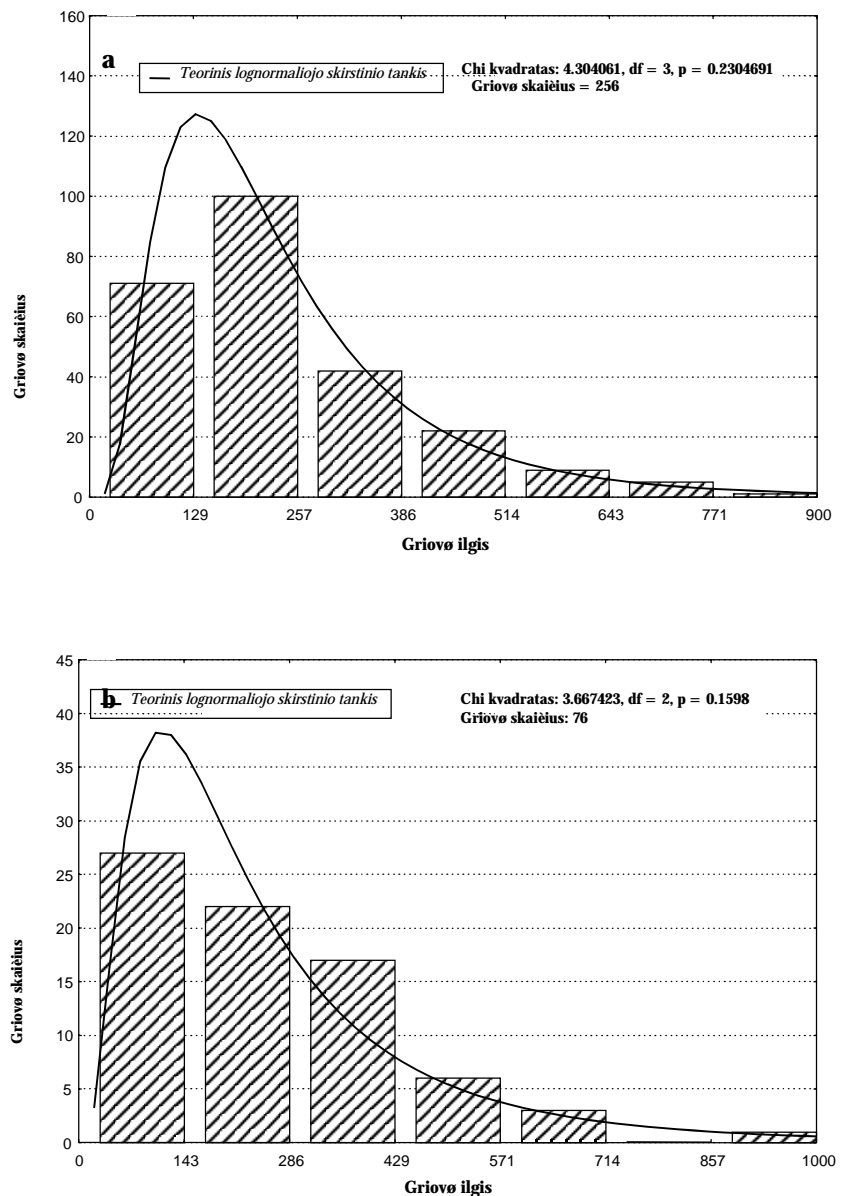 160
a
Teorinis lognormaliojo skirstinio tankis
Chi kvadratas: 4.304061, df = 3, p = 0.2304691
Griovø skaièius = 256
140
120
100
80
60
40
20
0
Griovø skaièius
0 129 257 386 514 643 771 900
Griovø ilgis
45
b
Teorinis lognormaliojo skirstinio tankis
Chi kvadratas: 3.667423, df = 2, p = 0.1598
Griovø skaièius: 76
40
35
30
25
20
15
10
5
0
Griovø skaièius
0 143 286 429 571 714 857 1000
Griovø ilgis